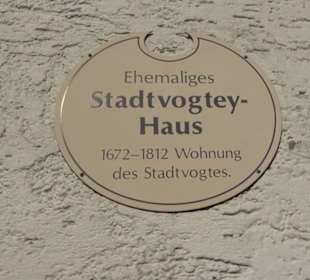 Ehemaliges
Stadtvogtey-
Haus
1672–1812 Wohnung
des Stadtvogtes.